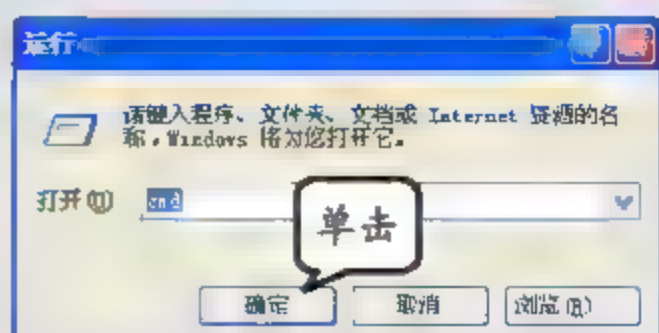 运行
请键入程序、文件夹、文档或 Internet 资源的名
称，Windows 将为您打开它。
打开(O)
cmd
单击
确定
取消
浏览(B)